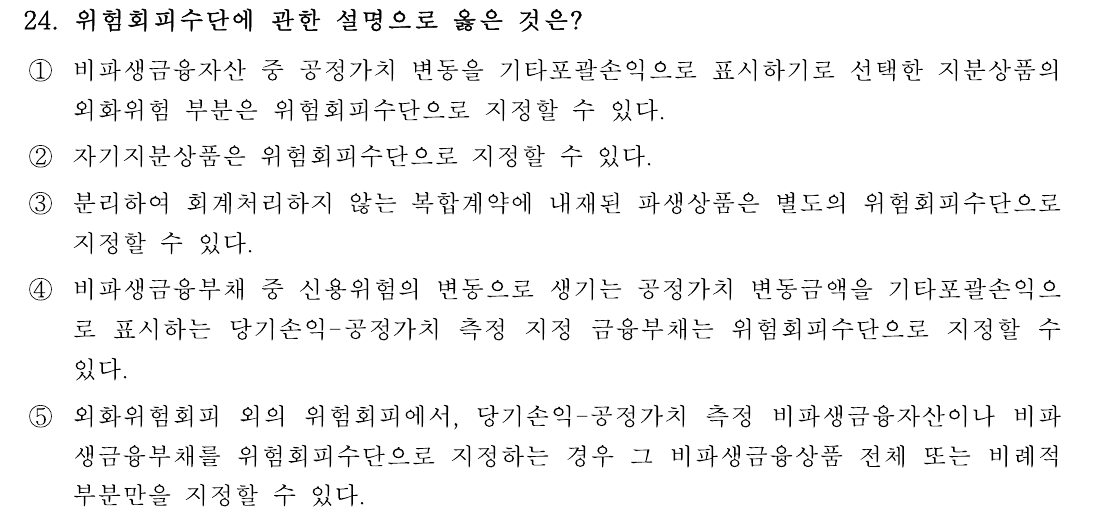 24. 위험회피수단에 관한 설명으로 옳은 것은?
① 비파생금융자산 중 공정가치 변동을 기타포괄손익으로 표시하기로 선택한 지분상품의
외화위험 부분은 위험회피수단으로 지정할 수 있다.
② 자기지분상품은 위험회피수단으로 지정할 수 있다.
③ 분리하여 회계처리하지 않는 복합계약에 내재된 파생상품은 별도의 위험회피수단으로
지정할 수 있다.
④ 비파생금융부채 중 신용위험의 변동으로 생기는 공정가치 변동금액을 기타포괄손익으
로 표시하는 당기손익-공정가치 측정 지정 금융부채는 위험회피수단으로 지정할 수
있다.
⑤ 외화위험회피 외의 위험회피에서, 당기손익-공정가치 측정 비파생금융자산이나 비파
생금융부채를 위험회피수단으로 지정하는 경우 그 비파생금융상품 전체 또는 비례적
부분만을 지정할 수 있다.